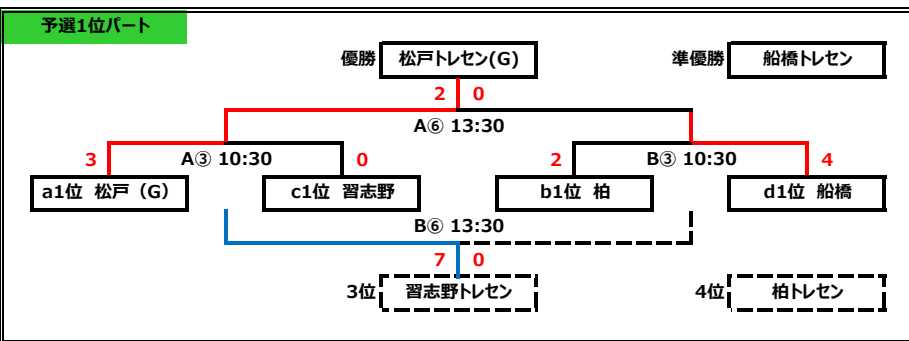 予選1位パート
優勝 松戸トレセン(G) 準優勝 船橋トレセン
2 0
A⑥ 13:30
3 A③ 10:30 0 2 B③ 10:30 4
a1位 松戸（G） c1位 習志野 b1位 柏 d1位 船橋
B⑥ 13:30
7 0
3位 習志野トレセン 4位 柏トレセン